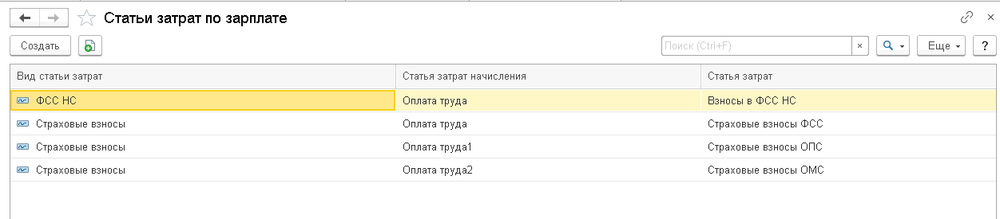 Статьи затрат по зарплате
Создать Поиск (Ctrl+F) × Еще ?
Вид статьи затрат Статья затрат начисления Статья затрат
ФСС НС Оплата труда Взносы в ФСС НС
Страховые взносы Оплата труда Страховые взносы ФСС
Страховые взносы Оплата труда1 Страховые взносы ОПС
Страховые взносы Оплата труда2 Страховые взносы ОМС